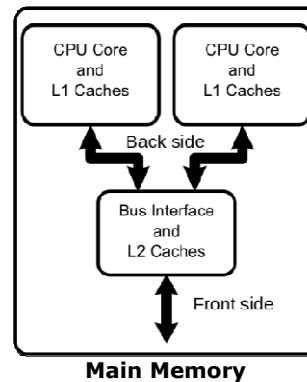 CPU Core
and
L1 Caches
CPU Core
and
L1 Caches
Back side
Bus Interface
and
L2 Caches
Front side
Main Memory